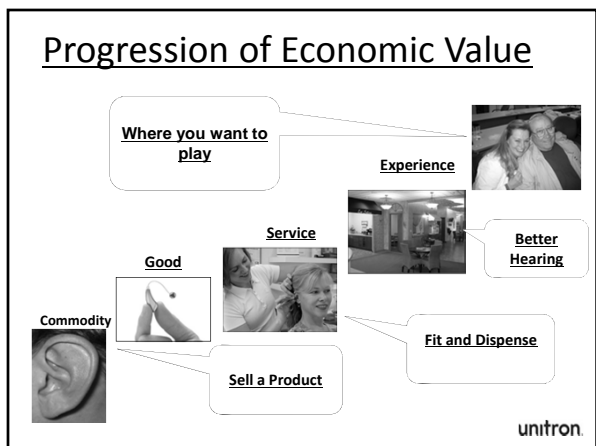 Progression of Economic Value
Where you want to
play
Experience
Service
Better
Hearing
Good
Commodity
Fit and Dispense
Sell a Product
unitron.